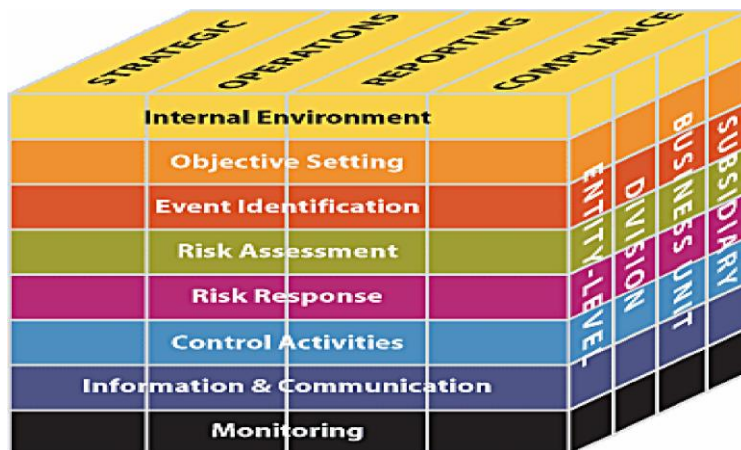 STRATEGIC
OPERATIONS
REPORTING
COMPLIANCE
Internal Environment
Objective Setting
Event Identification
Risk Assessment
Risk Response
Control Activities
Information & Communication
Monitoring
ENTITY-LEVEL
DIVISION
BUSINESS UNIT
SUBSIDIARY